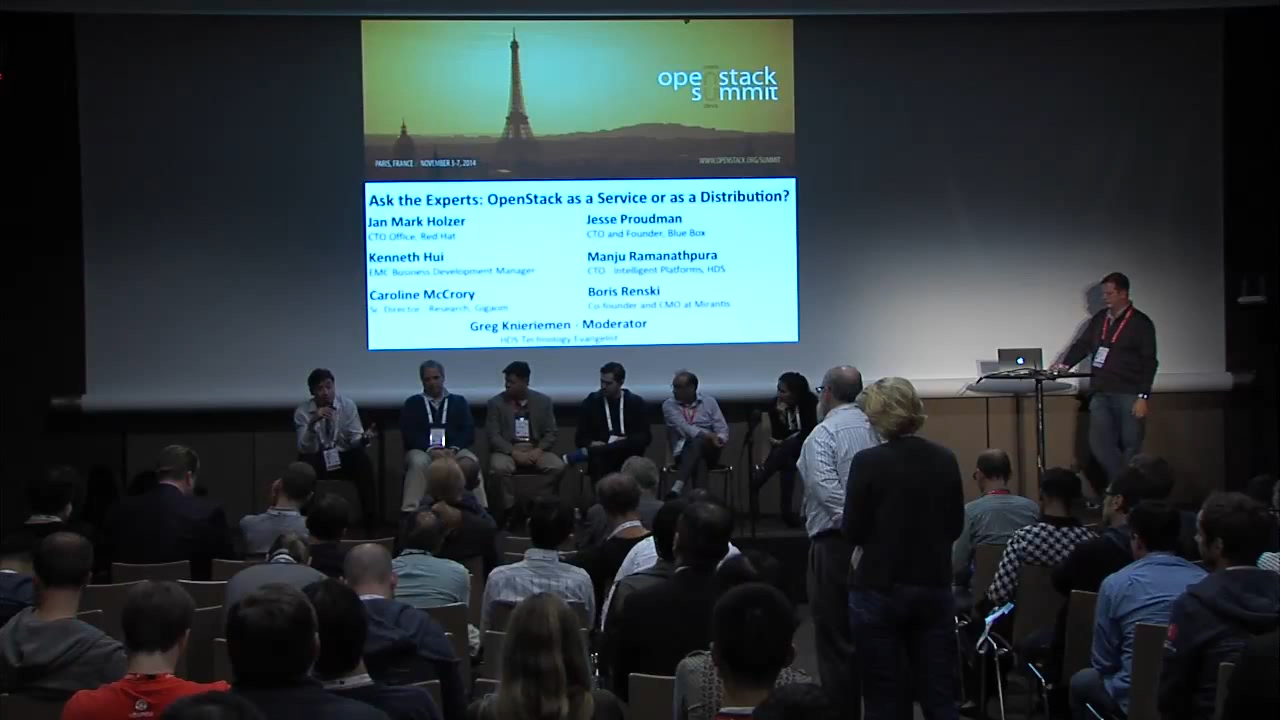 openstack
summit
PARIS, FRANCE / NOVEMBER 3-7, 2014
WWW.OPENSTACK.ORG/SUMMIT
Ask the Experts: OpenStack as a Service or as a Distribution?
Jan Mark Holzer
CTO Office, Red Hat
Jesse Proudman
CTO and Founder, Blue Box
Kenneth Hui
EMC Business Development Manager
Manju Ramanathpura
CTO - Intelligent Platforms, HDS
Caroline McCrory
Sr. Director - Research, Gigaom
Boris Renski
Co-founder and CMO at Mirantis
Greg Knieriemen - Moderator
HDS Technology Evangelist